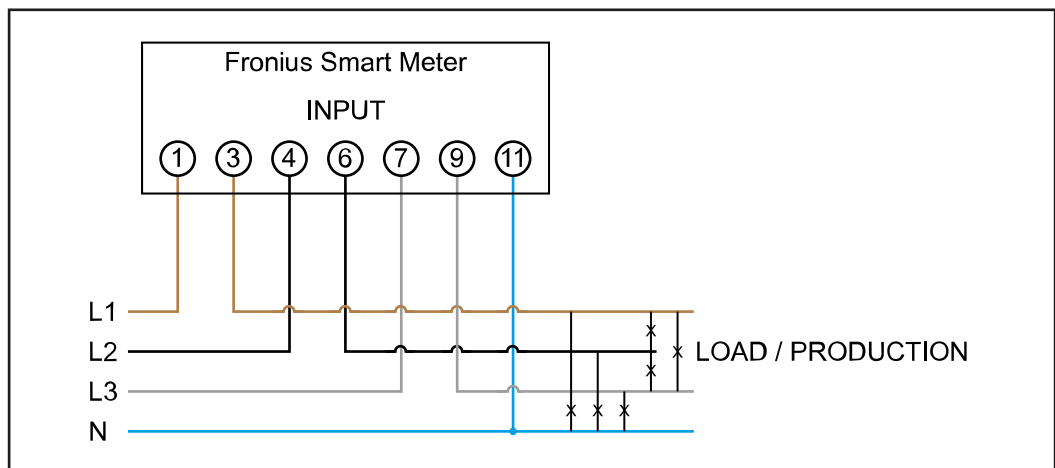 Fronius Smart Meter
INPUT
1 3 4 6 7 9 11
L1
L2
LOAD / PRODUCTION
L3
N